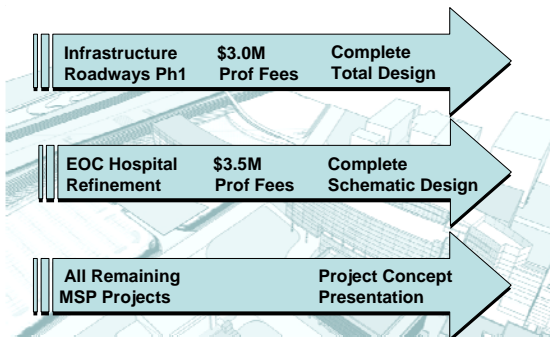 Infrastructure $3.0M Complete
Roadways Ph1 Prof Fees Total Design
EOC Hospital $3.5M Complete
Refinement Prof Fees Schematic Design
All Remaining Project Concept
MSP Projects Presentation